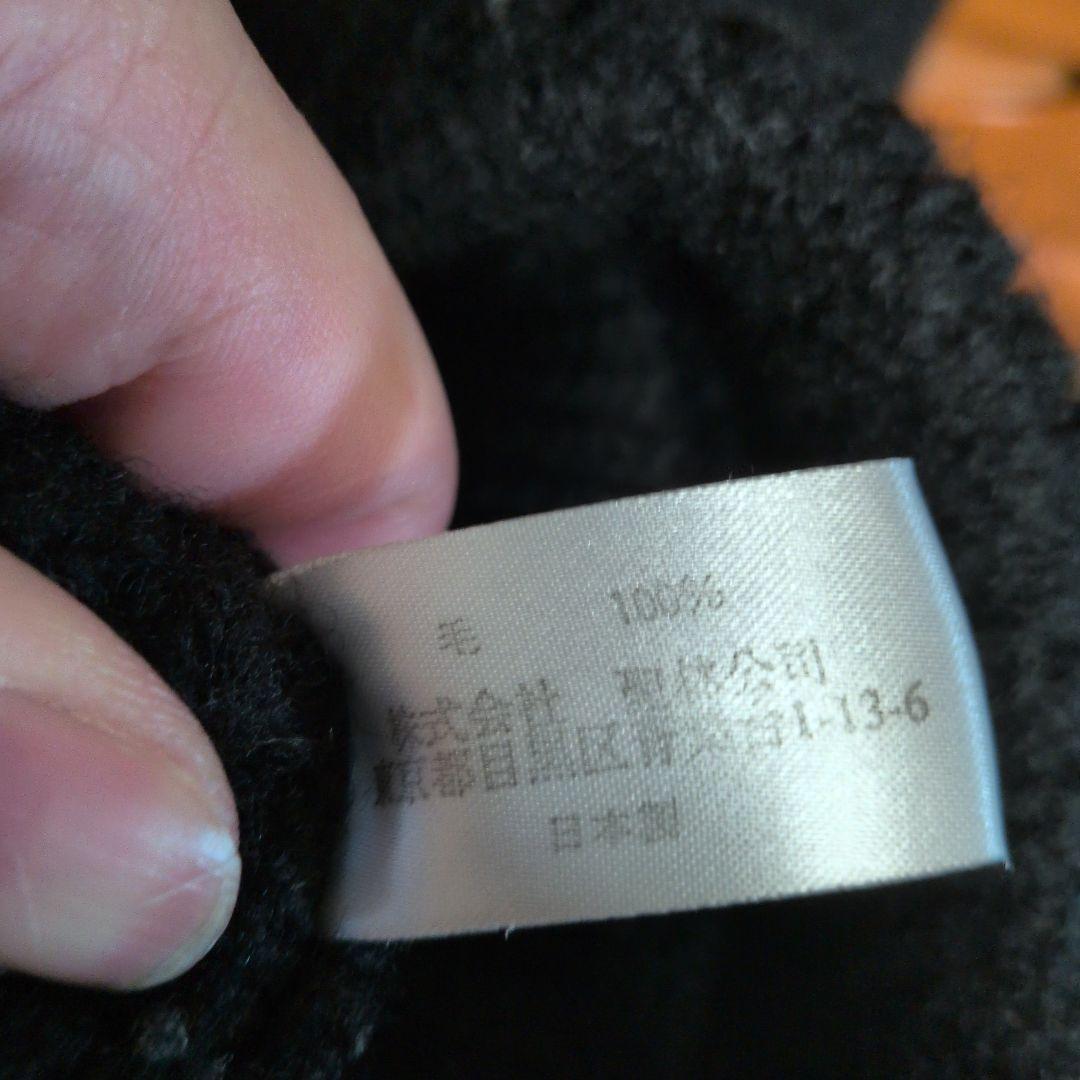 毛 100%
株式会社 聖林公司
京都目黒区青葉台1-13-6
日本製